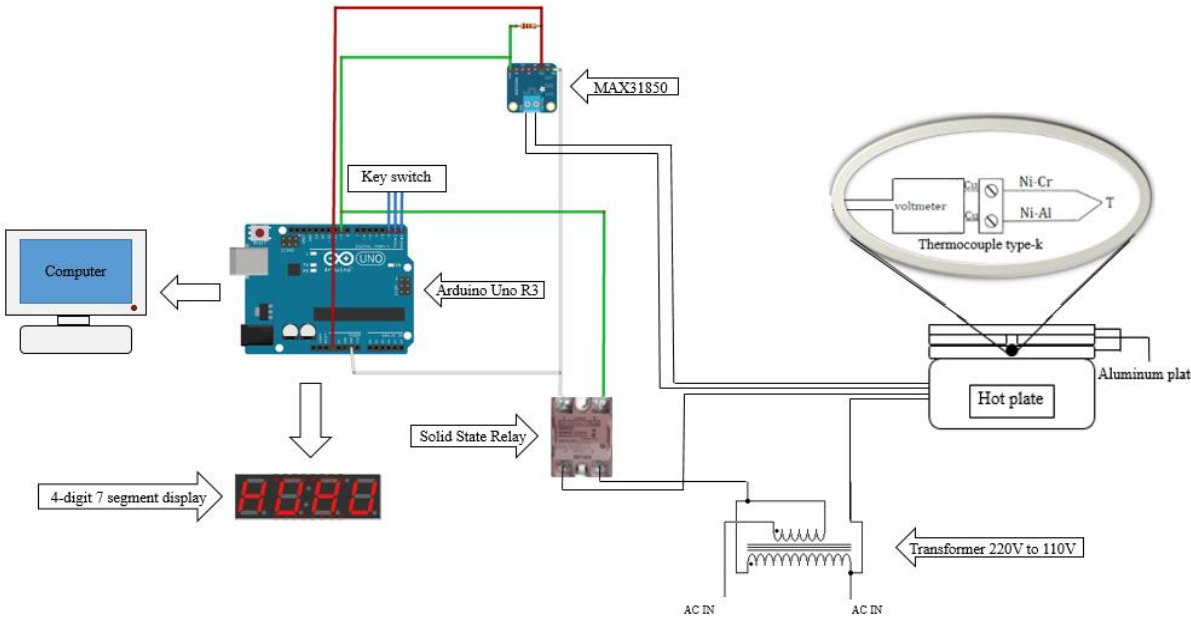 MAX31850
Key switch
Computer
UNO
Arduino
Arduino Uno R3
Cu
Ni-Cr
voltmeter
T
Cu
Ni-Al
Thermocouple type-k
Aluminum plat
Hot plate
Solid State Relay
4-digit 7 segment display
Transformer 220V to 110V
AC IN
AC IN